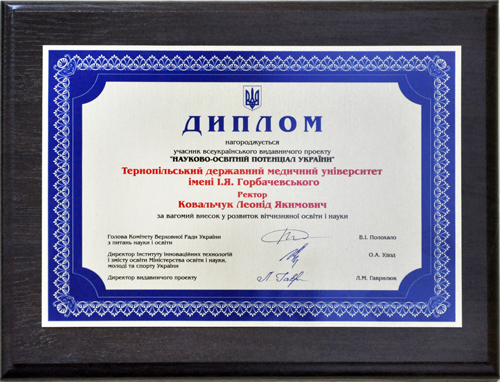 ДИПЛОМ
нагороджується
учасник всеукраїнського видавничого проекту
"НАУКОВО-ОСВІТНІЙ ПОТЕНЦІАЛ УКРАЇНИ"
Тернопільський державний медичний університет
імені І.Я. Горбачевського
Ректор
Ковальчук Леонід Якимович
за вагомий внесок у розвиток вітчизняної освіти і науки
Голова Комітету Верховної Ради України
з питань науки і освіти
В.І. Полохало
Директор Інституту інноваційних технологій
і змісту освіти Міністерства освіти і науки,
молоді та спорту України
О.А. Удод
Директор видавничого проекту
Л.М. Гаврилюк